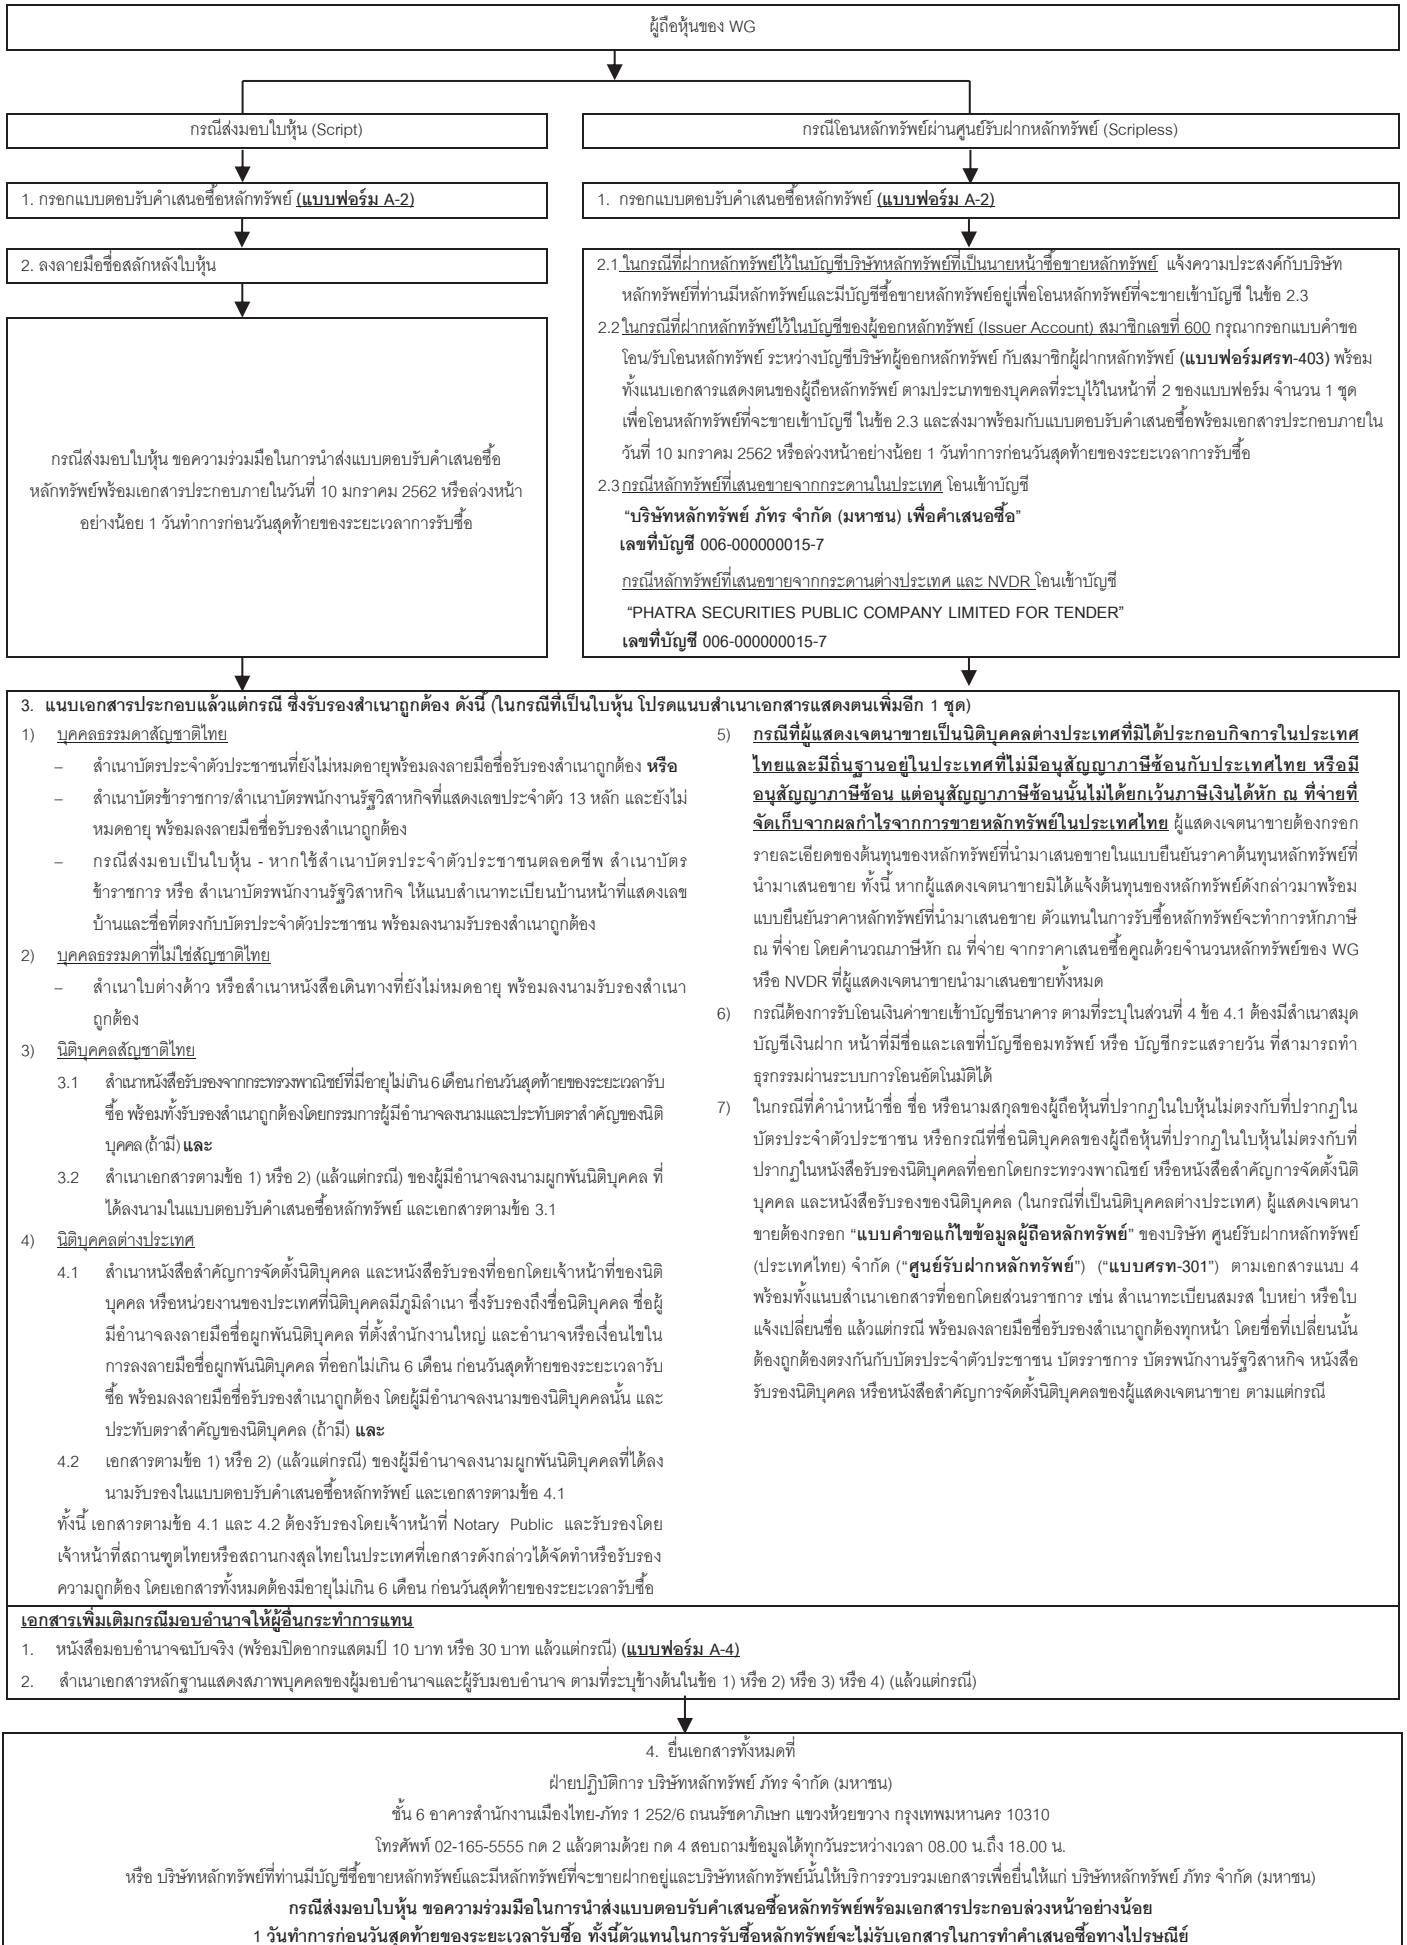 ผู้ถือหุ้นของ WG
กรณีส่งมอบใบหุ้น (Script)
กรณีโอนหลักทรัพย์ผ่านศูนย์รับฝากหลักทรัพย์ (Scripless)
1. กรอกแบบตอบรับคำเสนอซื้อหลักทรัพย์ (แบบฟอร์ม A-2)
1. กรอกแบบตอบรับคำเสนอซื้อหลักทรัพย์ (แบบฟอร์ม A-2)
2. ลงลายมือชื่อสลักหลังใบหุ้น
กรณีส่งมอบใบหุ้น ขอความร่วมมือในการนำส่งแบบตอบรับคำเสนอซื้อ
หลักทรัพย์พร้อมเอกสารประกอบภายในวันที่ 10 มกราคม 2562 หรือล่วงหน้า
อย่างน้อย 1 วันทำการก่อนวันสุดท้ายของระยะเวลาการรับซื้อ
2.1 ในกรณีที่ฝากหลักทรัพย์ไว้ในบัญชีบริษัทหลักทรัพย์ที่เป็นนายหน้าซื้อขายหลักทรัพย์ แจ้งความประสงค์กับบริษัท
หลักทรัพย์ที่ท่านมีหลักทรัพย์และมีบัญชีซื้อขายหลักทรัพย์อยู่เพื่อโอนหลักทรัพย์ที่จะขายเข้าบัญชี ในข้อ 2.3
2.2 ในกรณีที่ฝากหลักทรัพย์ไว้ในบัญชีของผู้ออกหลักทรัพย์ (Issuer Account) สมาชิกเลขที่ 600 กรุณากรอกแบบคำขอ
โอน/รับโอนหลักทรัพย์ ระหว่างบัญชีบริษัทผู้ออกหลักทรัพย์ กับสมาชิกผู้ฝากหลักทรัพย์ (แบบฟอร์มศรท-403) พร้อม
ทั้งแนบเอกสารแสดงตนของผู้ถือหลักทรัพย์ ตามประเภทของบุคคลที่ระบุไว้ในหน้าที่ 2 ของแบบฟอร์ม จำนวน 1 ชุด
เพื่อโอนหลักทรัพย์ที่จะขายเข้าบัญชี ในข้อ 2.3 และส่งมาพร้อมกับแบบตอบรับคำเสนอซื้อพร้อมเอกสารประกอบภายใน
วันที่ 10 มกราคม 2562 หรือล่วงหน้าอย่างน้อย 1 วันทำการก่อนวันสุดท้ายของระยะเวลาการรับซื้อ
2.3 กรณีหลักทรัพย์ที่เสนอขายจากกระดานในประเทศ โอนเข้าบัญชี
“บริษัทหลักทรัพย์ ภัทร จำกัด (มหาชน) เพื่อคำเสนอซื้อ”
เลขที่บัญชี 006-000000015-7
กรณีหลักทรัพย์ที่เสนอขายจากกระดานต่างประเทศ และ NVDR โอนเข้าบัญชี
“PHATRA SECURITIES PUBLIC COMPANY LIMITED FOR TENDER”
เลขที่บัญชี 006-000000015-7
3. แนบเอกสารประกอบแล้วแต่กรณี ซึ่งรับรองสำเนาถูกต้อง ดังนี้ (ในกรณีที่เป็นใบหุ้น โปรดแนบสำเนาเอกสารแสดงตนเพิ่มอีก 1 ชุด)
1) บุคคลธรรมดาสัญชาติไทย
– สำเนาบัตรประจำตัวประชาชนที่ยังไม่หมดอายุพร้อมลงลายมือชื่อรับรองสำเนาถูกต้อง หรือ
– สำเนาบัตรข้าราชการ/สำเนาบัตรพนักงานรัฐวิสาหกิจที่แสดงเลขประจำตัว 13 หลัก และยังไม่
หมดอายุ พร้อมลงลายมือชื่อรับรองสำเนาถูกต้อง
– กรณีส่งมอบเป็นใบหุ้น - หากใช้สำเนาบัตรประจำตัวประชาชนตลอดชีพ สำเนาบัตร
ข้าราชการ หรือ สำเนาบัตรพนักงานรัฐวิสาหกิจ ให้แนบสำเนาทะเบียนบ้านหน้าที่แสดงเลข
บ้านและชื่อที่ตรงกับบัตรประจำตัวประชาชน พร้อมลงนามรับรองสำเนาถูกต้อง
2) บุคคลธรรมดาที่ไม่ใช่สัญชาติไทย
– สำเนาใบต่างด้าว หรือสำเนาหนังสือเดินทางที่ยังไม่หมดอายุ พร้อมลงนามรับรองสำเนา
ถูกต้อง
3) นิติบุคคลสัญชาติไทย
3.1 สำเนาหนังสือรับรองจากกระทรวงพาณิชย์ที่มีอายุไม่เกิน 6 เดือน ก่อนวันสุดท้ายของระยะเวลารับ
ซื้อ พร้อมทั้งรับรองสำเนาถูกต้องโดยกรรมการผู้มีอำนาจลงนามและประทับตราสำคัญของนิติ
บุคคล (ถ้ามี) และ
3.2 สำเนาเอกสารตามข้อ 1) หรือ 2) (แล้วแต่กรณี) ของผู้มีอำนาจลงนามผูกพันนิติบุคคล ที่
ได้ลงนามในแบบตอบรับคำเสนอซื้อหลักทรัพย์ และเอกสารตามข้อ 3.1
4) นิติบุคคลต่างประเทศ
4.1 สำเนาหนังสือสำคัญการจัดตั้งนิติบุคคล และหนังสือรับรองที่ออกโดยเจ้าหน้าที่ของนิติ
บุคคล หรือหน่วยงานของประเทศที่นิติบุคคลมีภูมิลำเนา ซึ่งรับรองถึงชื่อนิติบุคคล ชื่อผู้
มีอำนาจลงลายมือชื่อผูกพันนิติบุคคล ที่ตั้งสำนักงานใหญ่ และอำนาจหรือเงื่อนไขใน
การลงลายมือชื่อผูกพันนิติบุคคล ที่ออกไม่เกิน 6 เดือน ก่อนวันสุดท้ายของระยะเวลารับ
ซื้อ พร้อมลงลายมือชื่อรับรองสำเนาถูกต้อง โดยผู้มีอำนาจลงนามของนิติบุคคลนั้น และ
ประทับตราสำคัญของนิติบุคคล (ถ้ามี) และ
4.2 เอกสารตามข้อ 1) หรือ 2) (แล้วแต่กรณี) ของผู้มีอำนาจลงนามผูกพันนิติบุคคลที่ได้ลง
นามรับรองในแบบตอบรับคำเสนอซื้อหลักทรัพย์ และเอกสารตามข้อ 4.1
ทั้งนี้ เอกสารตามข้อ 4.1 และ 4.2 ต้องรับรองโดยเจ้าหน้าที่ Notary Public และรับรองโดย
เจ้าหน้าที่สถานฑูตไทยหรือสถานกงสุลไทยในประเทศที่เอกสารดังกล่าวได้จัดทำหรือรับรอง
ความถูกต้อง โดยเอกสารทั้งหมดต้องมีอายุไม่เกิน 6 เดือน ก่อนวันสุดท้ายของระยะเวลารับซื้อ
5) กรณีที่ผู้แสดงเจตนาขายเป็นนิติบุคคลต่างประเทศที่มิได้ประกอบกิจการในประเทศ
ไทยและมีถิ่นฐานอยู่ในประเทศที่ไม่มีอนุสัญญาภาษีซ้อนกับประเทศไทย หรือมี
อนุสัญญาภาษีซ้อน แต่อนุสัญญาภาษีซ้อนนั้นไม่ได้ยกเว้นภาษีเงินได้หัก ณ ที่จ่ายที่
จัดเก็บจากผลกำไรจากการขายหลักทรัพย์ในประเทศไทย ผู้แสดงเจตนาขายต้องกรอก
รายละเอียดของต้นทุนของหลักทรัพย์ที่นำมาเสนอขายในแบบยืนยันราคาต้นทุนหลักทรัพย์ที่
นำมาเสนอขาย ทั้งนี้ หากผู้แสดงเจตนาขายมิได้แจ้งต้นทุนของหลักทรัพย์ดังกล่าวมาพร้อม
แบบยืนยันราคาหลักทรัพย์ที่นำมาเสนอขาย ตัวแทนในการรับซื้อหลักทรัพย์จะทำการหักภาษี
ณ ที่จ่าย โดยคำนวณภาษีหัก ณ ที่จ่าย จากราคาเสนอซื้อคูณด้วยจำนวนหลักทรัพย์ของ WG
หรือ NVDR ที่ผู้แสดงเจตนาขายนำมาเสนอขายทั้งหมด
6) กรณีต้องการรับโอนเงินค่าขายเข้าบัญชีธนาคาร ตามที่ระบุในส่วนที่ 4 ข้อ 4.1 ต้องมีสำเนาสมุด
บัญชีเงินฝาก หน้าที่มีชื่อและเลขที่บัญชีออมทรัพย์ หรือ บัญชีกระแสรายวัน ที่สามารถทำ
ธุรกรรมผ่านระบบการโอนอัตโนมัติได้
7) ในกรณีที่คำนำหน้าชื่อ ชื่อ หรือนามสกุลของผู้ถือหุ้นที่ปรากฏในใบหุ้นไม่ตรงกับที่ปรากฏใน
บัตรประจำตัวประชาชน หรือกรณีที่ชื่อนิติบุคคลของผู้ถือหุ้นที่ปรากฏในใบหุ้นไม่ตรงกับที่
ปรากฏในหนังสือรับรองนิติบุคคลที่ออกโดยกระทรวงพาณิชย์ หรือหนังสือสำคัญการจัดตั้งนิติ
บุคคล และหนังสือรับรองของนิติบุคคล (ในกรณีที่เป็นนิติบุคคลต่างประเทศ) ผู้แสดงเจตนา
ขายต้องกรอก “แบบคำขอแก้ไขข้อมูลผู้ถือหลักทรัพย์” ของบริษัท ศูนย์รับฝากหลักทรัพย์
(ประเทศไทย) จำกัด (“ศูนย์รับฝากหลักทรัพย์”) (“แบบศรท-301”) ตามเอกสารแนบ 4
พร้อมทั้งแนบสำเนาเอกสารที่ออกโดยส่วนราชการ เช่น สำเนาทะเบียนสมรส ใบหย่า หรือใบ
แจ้งเปลี่ยนชื่อ แล้วแต่กรณี พร้อมลงลายมือชื่อรับรองสำเนาถูกต้องทุกหน้า โดยชื่อที่เปลี่ยนนั้น
ต้องถูกต้องตรงกันกับบัตรประจำตัวประชาชน บัตรราชการ บัตรพนักงานรัฐวิสาหกิจ หนังสือ
รับรองนิติบุคคล หรือหนังสือสำคัญการจัดตั้งนิติบุคคลของผู้แสดงเจตนาขาย ตามแต่กรณี
เอกสารเพิ่มเติมกรณีมอบอำนาจให้ผู้อื่นกระทำการแทน
1. หนังสือมอบอำนาจฉบับจริง (พร้อมปิดอากรแสตมป์ 10 บาท หรือ 30 บาท แล้วแต่กรณี) (แบบฟอร์ม A-4)
2. สำเนาเอกสารหลักฐานแสดงสภาพบุคคลของผู้มอบอำนาจและผู้รับมอบอำนาจ ตามที่ระบุข้างต้นในข้อ 1) หรือ 2) หรือ 3) หรือ 4) (แล้วแต่กรณี)
4. ยื่นเอกสารทั้งหมดที่
ฝ่ายปฏิบัติการ บริษัทหลักทรัพย์ ภัทร จำกัด (มหาชน)
ชั้น 6 อาคารสำนักงานเมืองไทย-ภัทร 1 252/6 ถนนรัชดาภิเษก แขวงห้วยขวาง กรุงเทพมหานคร 10310
โทรศัพท์ 02-165-5555 กด 2 แล้วตามด้วย กด 4 สอบถามข้อมูลได้ทุกวันระหว่างเวลา 08.00 น.ถึง 18.00 น.
หรือ บริษัทหลักทรัพย์ที่ท่านมีบัญชีซื้อขายหลักทรัพย์และมีหลักทรัพย์ที่จะขายฝากอยู่และบริษัทหลักทรัพย์นั้นให้บริการรวบรวมเอกสารเพื่อยื่นให้แก่ บริษัทหลักทรัพย์ ภัทร จำกัด (มหาชน)
กรณีส่งมอบใบหุ้น ขอความร่วมมือในการนำส่งแบบตอบรับคำเสนอซื้อหลักทรัพย์พร้อมเอกสารประกอบล่วงหน้าอย่างน้อย
1 วันทำการก่อนวันสุดท้ายของระยะเวลารับซื้อ ทั้งนี้ตัวแทนในการรับซื้อหลักทรัพย์จะไม่รับเอกสารในการทำคำเสนอซื้อทางไปรษณีย์